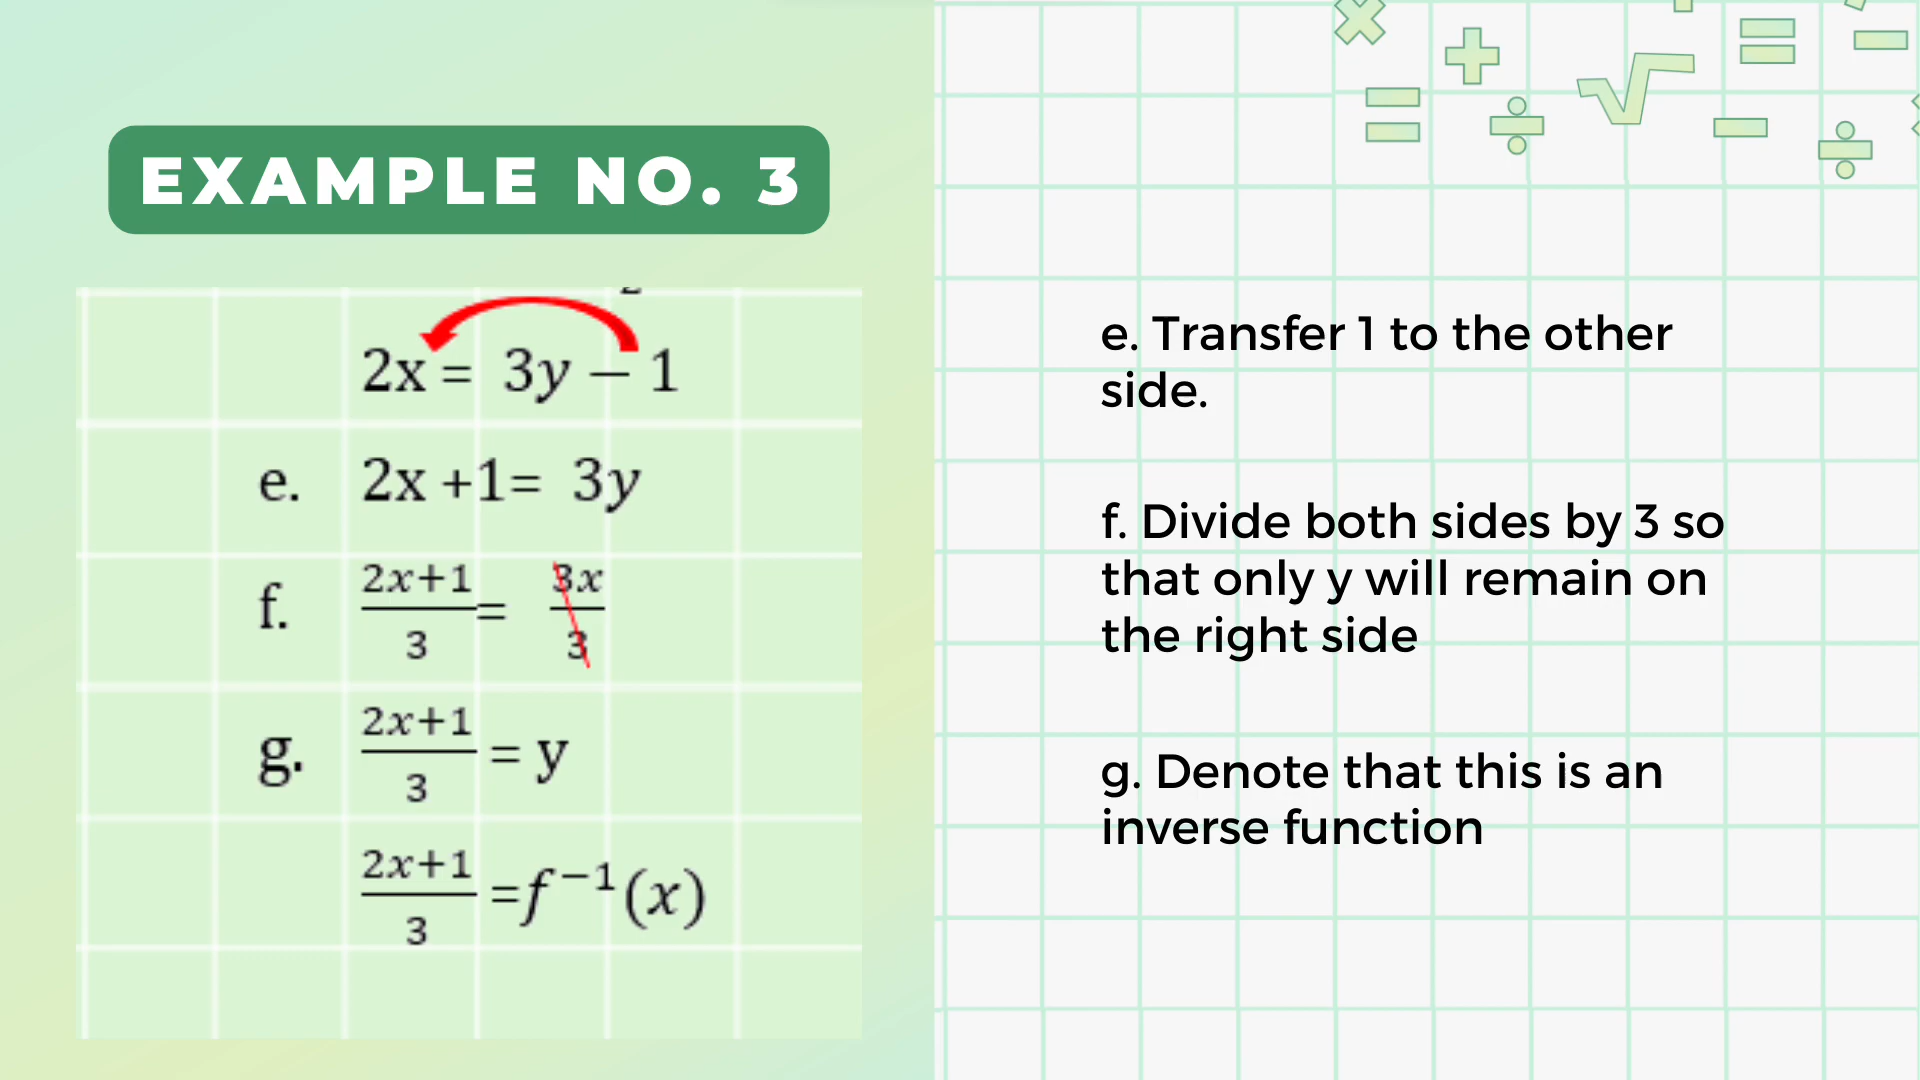 EXAMPLE NO. 3
2x = 3y − 1
e. 2x +1= 3y
f. (2x+1)/3 = 3x/3
g. (2x+1)/3 = y
(2x+1)/3 =f⁻¹(x)
e. Transfer 1 to the other
side.
f. Divide both sides by 3 so
that only y will remain on
the right side
g. Denote that this is an
inverse function